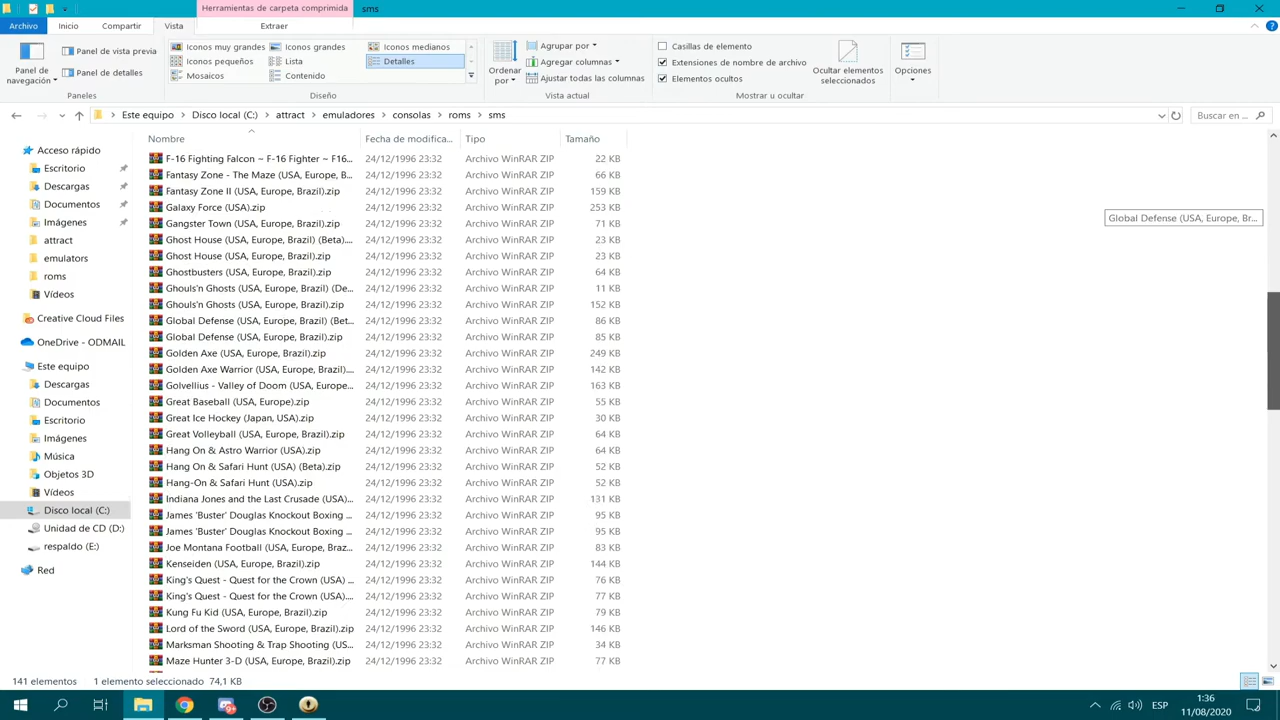 Herramientas de carpeta comprimida
sms
Archivo
Inicio
Compartir
Vista
Extraer
Panel de navegación
Panel de vista previa
Panel de detalles
Paneles
Iconos muy grandes
Iconos grandes
Iconos medianos
Iconos pequeños
Lista
Detalles
Mosaicos
Contenido
Diseño
Ordenar por
Agrupar por
Agregar columnas
Ajustar todas las columnas
Vista actual
Casillas de elemento
Extensiones de nombre de archivo
Elementos ocultos
Ocultar elementos seleccionados
Mostrar u ocultar
Opciones
Este equipo > Disco local (C:) > attract > emuladores > consolas > roms > sms
Buscar en ...
Nombre Fecha de modifica... Tipo Tamaño
Acceso rápido
Escritorio
Descargas
Documentos
Imágenes
attract
emulators
roms
Vídeos
Creative Cloud Files
OneDrive - ODMAIL
Este equipo
Descargas
Documentos
Escritorio
Imágenes
Música
Objetos 3D
Vídeos
Disco local (C:)
Unidad de CD (D:)
respaldo (E:)
Red
F-16 Fighting Falcon ~ F-16 Fighter ~ F16... 24/12/1996 23:32 Archivo WinRAR ZIP 22 KB
Fantasy Zone - The Maze (USA, Europe, B... 24/12/1996 23:32 Archivo WinRAR ZIP 66 KB
Fantasy Zone II (USA, Europe, Brazil).zip 24/12/1996 23:32 Archivo WinRAR ZIP 159 KB
Galaxy Force (USA).zip 24/12/1996 23:32 Archivo WinRAR ZIP 253 KB
Gangster Town (USA, Europe, Brazil).zip 24/12/1996 23:32 Archivo WinRAR ZIP 71 KB
Ghost House (USA, Europe, Brazil) (Beta).... 24/12/1996 23:32 Archivo WinRAR ZIP 23 KB
Ghost House (USA, Europe, Brazil).zip 24/12/1996 23:32 Archivo WinRAR ZIP 23 KB
Ghostbusters (USA, Europe, Brazil).zip 24/12/1996 23:32 Archivo WinRAR ZIP 64 KB
Ghouls'n Ghosts (USA, Europe, Brazil) (De... 24/12/1996 23:32 Archivo WinRAR ZIP 11 KB
Ghouls'n Ghosts (USA, Europe, Brazil).zip 24/12/1996 23:32 Archivo WinRAR ZIP 152 KB
Global Defense (USA, Europe, Brazil) (Bet... 24/12/1996 23:32 Archivo WinRAR ZIP 86 KB
Global Defense (USA, Europe, Brazil).zip 24/12/1996 23:32 Archivo WinRAR ZIP 85 KB
Golden Axe (USA, Europe, Brazil).zip 24/12/1996 23:32 Archivo WinRAR ZIP 249 KB
Golden Axe Warrior (USA, Europe, Brazil).... 24/12/1996 23:32 Archivo WinRAR ZIP 142 KB
Golvellius - Valley of Doom (USA, Europe... 24/12/1996 23:32 Archivo WinRAR ZIP 163 KB
Great Baseball (USA, Europe).zip 24/12/1996 23:32 Archivo WinRAR ZIP 55 KB
Great Ice Hockey (Japan, USA).zip 24/12/1996 23:32 Archivo WinRAR ZIP 30 KB
Great Volleyball (USA, Europe, Brazil).zip 24/12/1996 23:32 Archivo WinRAR ZIP 64 KB
Hang On & Astro Warrior (USA).zip 24/12/1996 23:32 Archivo WinRAR ZIP 64 KB
Hang On & Safari Hunt (USA) (Beta).zip 24/12/1996 23:32 Archivo WinRAR ZIP 52 KB
Hang-On & Safari Hunt (USA).zip 24/12/1996 23:32 Archivo WinRAR ZIP 52 KB
Indiana Jones and the Last Crusade (USA)... 24/12/1996 23:32 Archivo WinRAR ZIP 131 KB
James 'Buster' Douglas Knockout Boxing ... 24/12/1996 23:32 Archivo WinRAR ZIP 95 KB
James 'Buster' Douglas Knockout Boxing ... 24/12/1996 23:32 Archivo WinRAR ZIP 95 KB
Joe Montana Football (USA, Europe, Braz... 24/12/1996 23:32 Archivo WinRAR ZIP 83 KB
Kenseiden (USA, Europe, Brazil).zip 24/12/1996 23:32 Archivo WinRAR ZIP 144 KB
King's Quest - Quest for the Crown (USA) ... 24/12/1996 23:32 Archivo WinRAR ZIP 76 KB
King's Quest - Quest for the Crown (USA).... 24/12/1996 23:32 Archivo WinRAR ZIP 77 KB
Kung Fu Kid (USA, Europe, Brazil).zip 24/12/1996 23:32 Archivo WinRAR ZIP 79 KB
Lord of the Sword (USA, Europe, Brazil).zip 24/12/1996 23:32 Archivo WinRAR ZIP 146 KB
Marksman Shooting & Trap Shooting (US... 24/12/1996 23:32 Archivo WinRAR ZIP 34 KB
Maze Hunter 3-D (USA, Europe, Brazil).zip 24/12/1996 23:32 Archivo WinRAR ZIP 77 KB
Global Defense (USA, Europe, Br...
141 elementos 1 elemento seleccionado 74,1 KB
ESP
1:36
11/08/2020